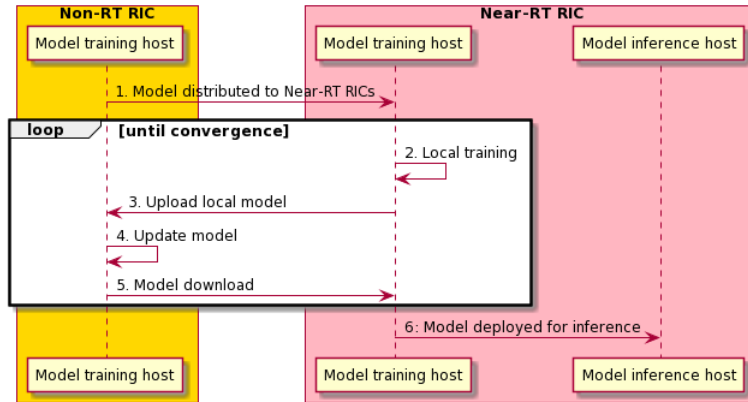 Non-RT RIC
Near-RT RIC
Model training host
Model training host
Model inference host
1. Model distributed to Near-RT RICs
loop
[until convergence]
2. Local training
3. Upload local model
4. Update model
5. Model download
6: Model deployed for inference
Model training host
Model training host
Model inference host